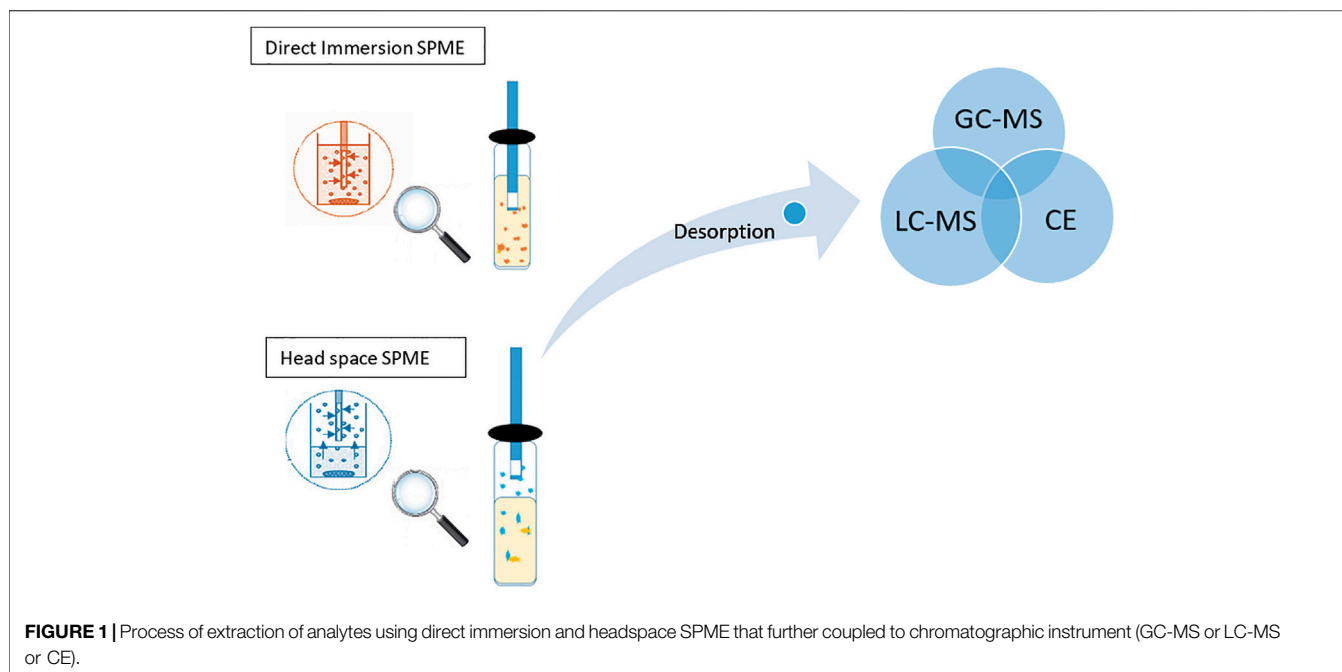 Direct Immersion SPME
GC-MS
LC-MS
CE
Desorption
Head space SPME
FIGURE 1 | Process of extraction of analytes using direct immersion and headspace SPME that further coupled to chromatographic instrument (GC-MS or LC-MS
or CE).